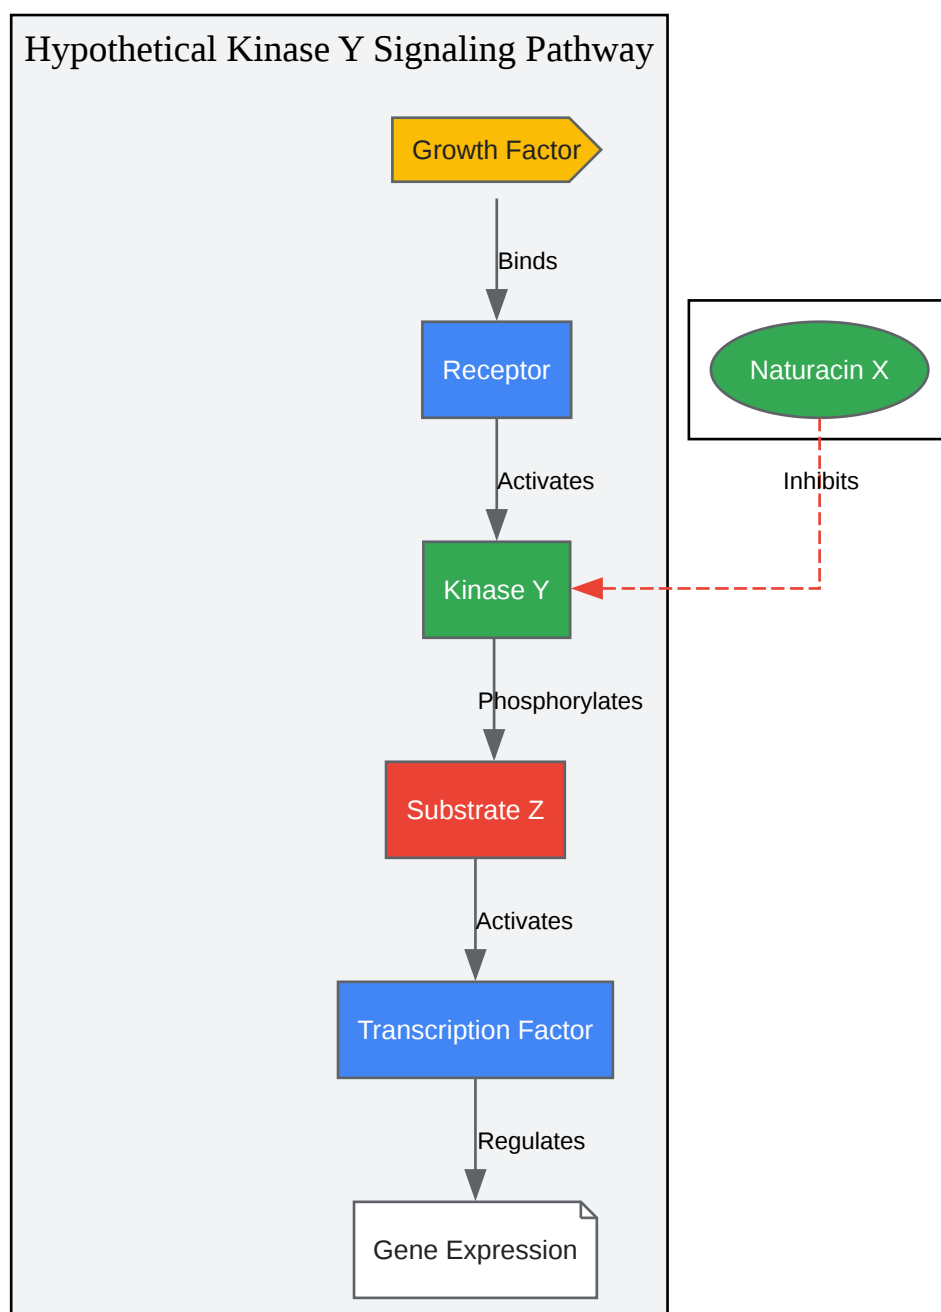 Hypothetical Kinase Y Signaling Pathway
Growth Factor
Binds
Receptor
Naturacin X
Activates
Inhibits
Kinase Y
Phosphorylates
Substrate Z
Activates
Transcription Factor
Regulates
Gene Expression